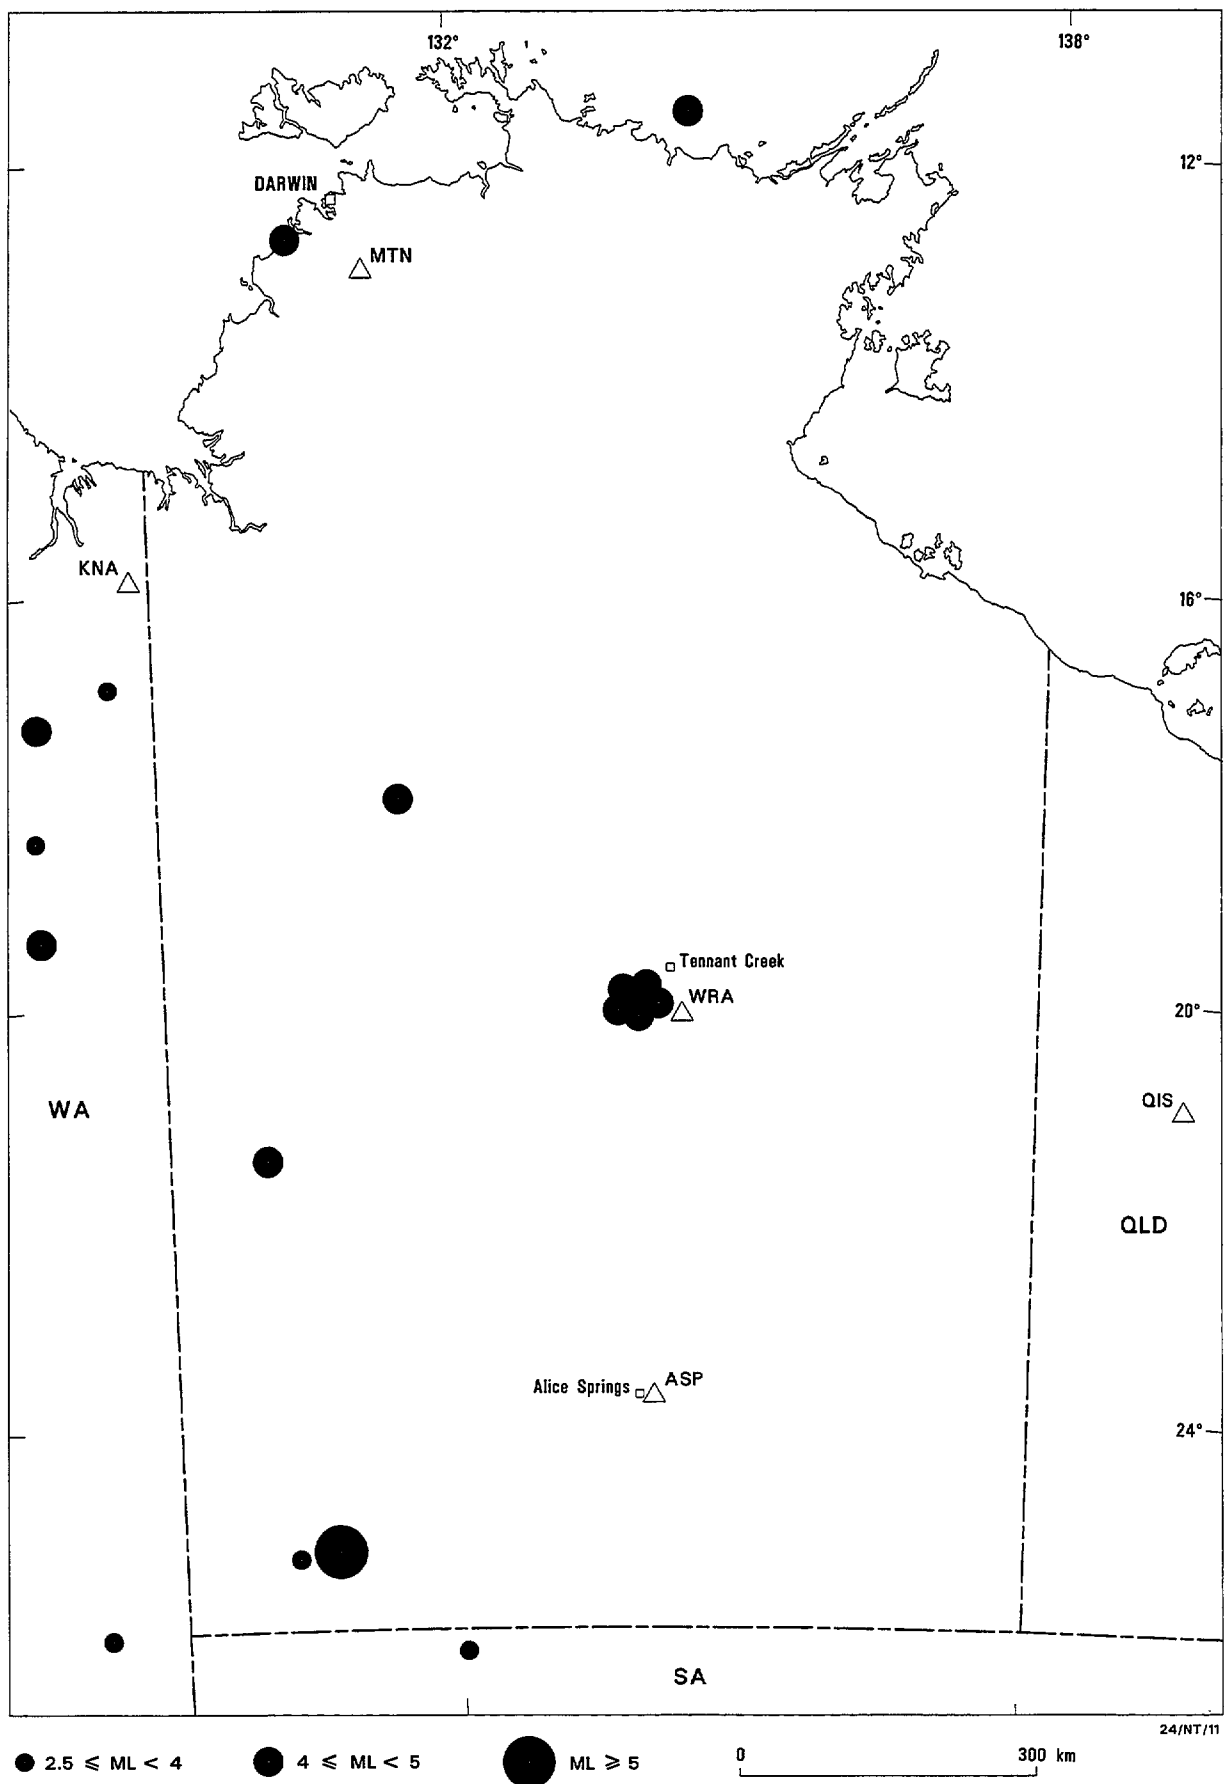 132° 138°
12°
DARWIN
MTN
KNA
16°
Tennant Creek
WRA
20°
WA
QIS
QLD
Alice Springs ASP
24°
SA
24/NT/11
2.5 ⩽ ML < 4 4 ⩽ ML < 5 ML ⩾ 5 0 300 km